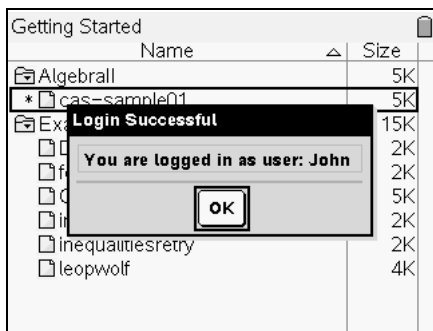 Getting Started
Name Size
AlgebraII 5K
* cas-sample01 5K
Login Successful
You are logged in as user: John
OK
15K
2K
2K
5K
2K
inequalitiesretry 2K
leopwolf 4K